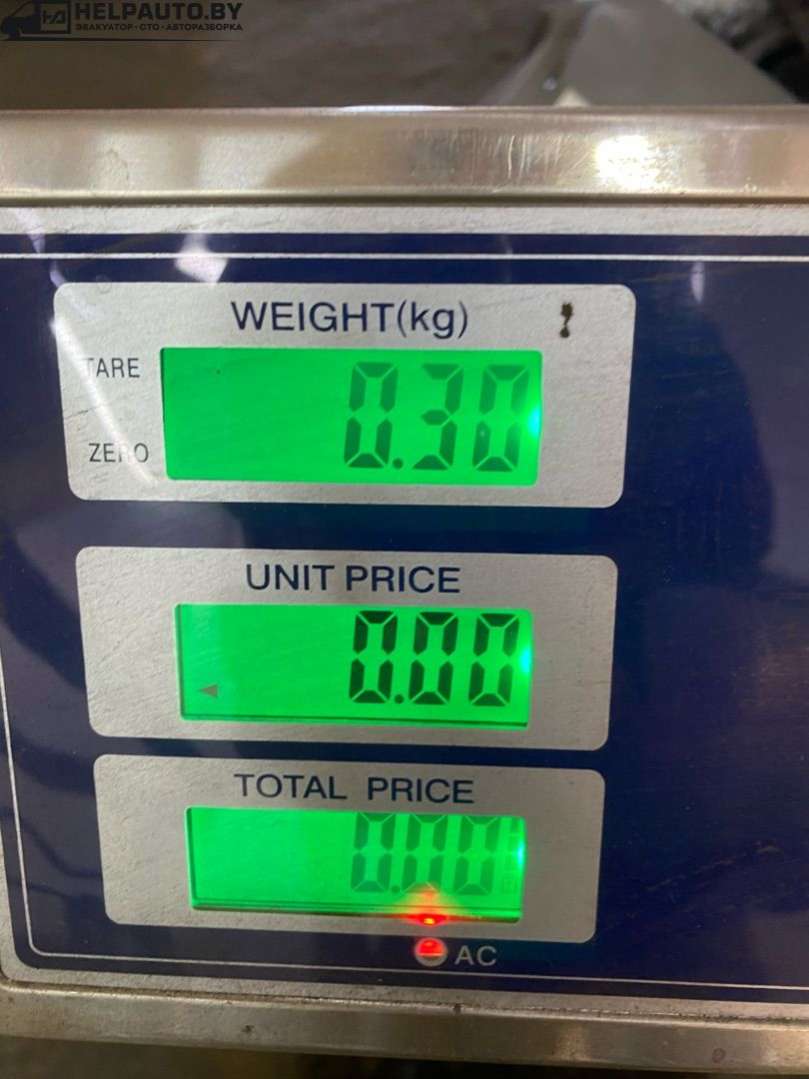 HELPAUTO.BY
ЭВАКУАТОР · СТО · АВТОРАЗБОРКА
WEIGHT(kg)
TARE
0.30
ZERO
UNIT PRICE
0.00
TOTAL PRICE
0.00
AC